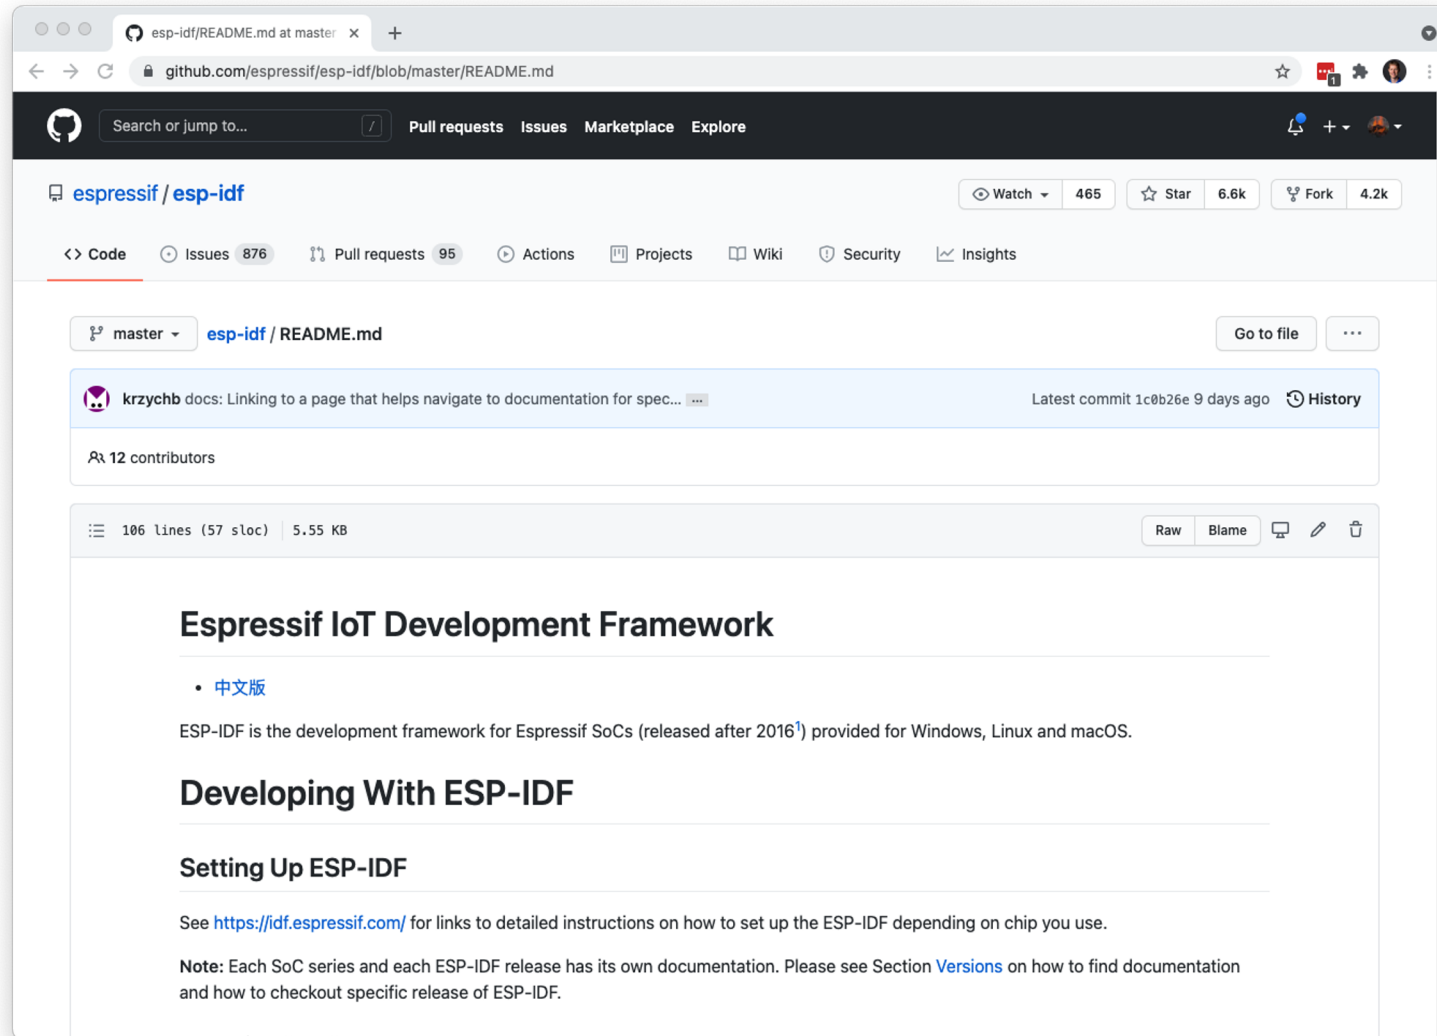 esp-idf/README.md at master
github.com/espressif/esp-idf/blob/master/README.md
1
Search or jump to... /
Pull requests Issues Marketplace Explore
espressif / esp-idf
Watch 465 Star 6.6k Fork 4.2k
Code Issues 876 Pull requests 95 Actions Projects Wiki Security Insights
master esp-idf / README.md Go to file ...
krzychb docs: Linking to a page that helps navigate to documentation for spec... ... Latest commit 1c0b26e 9 days ago History
12 contributors
106 lines (57 sloc) 5.55 KB Raw Blame
Espressif IoT Development Framework
• 中文版
ESP-IDF is the development framework for Espressif SoCs (released after 2016¹) provided for Windows, Linux and macOS.
Developing With ESP-IDF
Setting Up ESP-IDF
See https://idf.espressif.com/ for links to detailed instructions on how to set up the ESP-IDF depending on chip you use.
Note: Each SoC series and each ESP-IDF release has its own documentation. Please see Section Versions on how to find documentation
and how to checkout specific release of ESP-IDF.